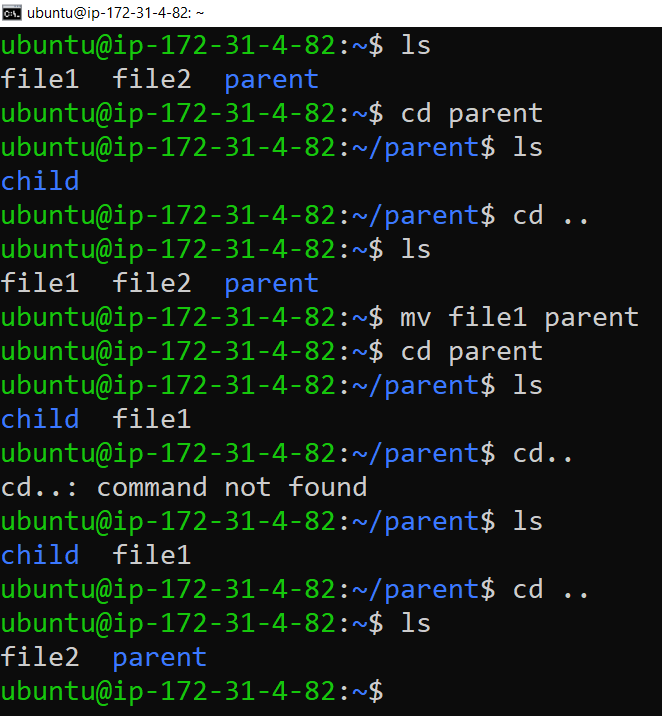 ubuntu@ip-172-31-4-82: ~
ubuntu@ip-172-31-4-82:~$ ls
file1  file2  parent
ubuntu@ip-172-31-4-82:~$ cd parent
ubuntu@ip-172-31-4-82:~/parent$ ls
child
ubuntu@ip-172-31-4-82:~/parent$ cd ..
ubuntu@ip-172-31-4-82:~$ ls
file1  file2  parent
ubuntu@ip-172-31-4-82:~$ mv file1 parent
ubuntu@ip-172-31-4-82:~$ cd parent
ubuntu@ip-172-31-4-82:~/parent$ ls
child  file1
ubuntu@ip-172-31-4-82:~/parent$ cd..
cd..: command not found
ubuntu@ip-172-31-4-82:~/parent$ ls
child  file1
ubuntu@ip-172-31-4-82:~/parent$ cd ..
ubuntu@ip-172-31-4-82:~$ ls
file2  parent
ubuntu@ip-172-31-4-82:~$